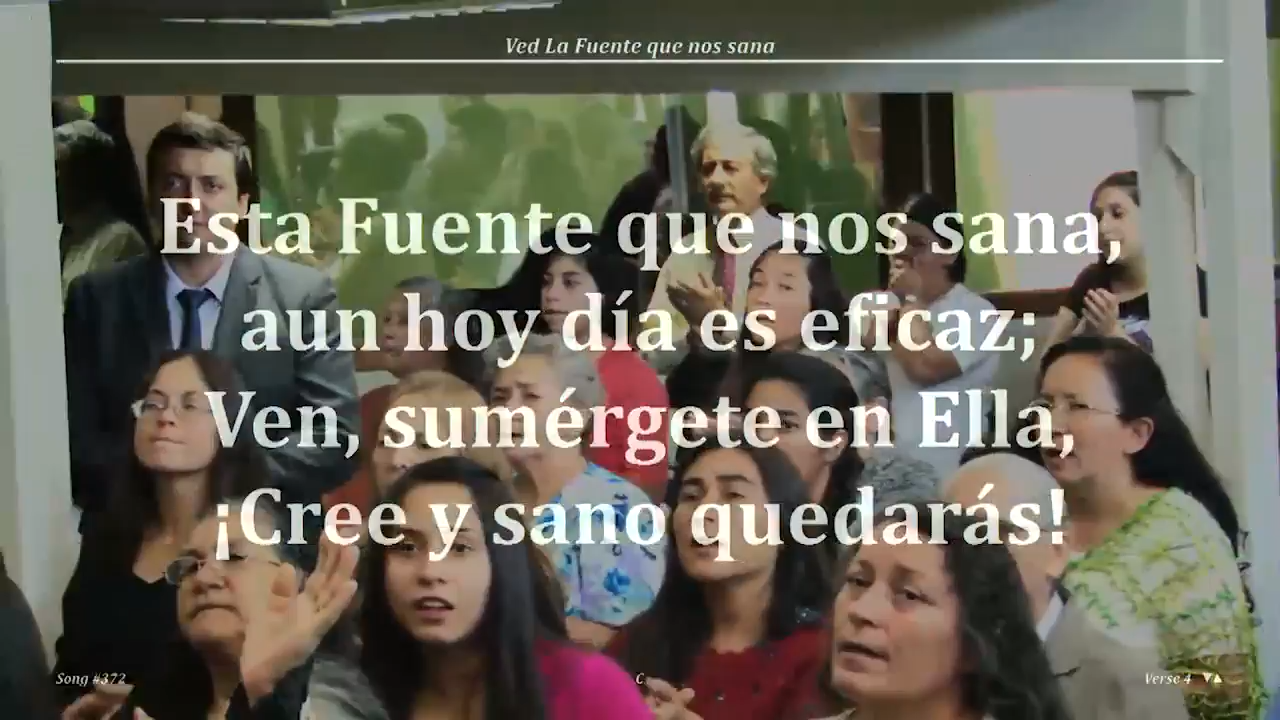 Ved La Fuente que nos sana
Esta Fuente que nos sana,
aun hoy día es eficaz;
Ven, sumérgete en Ella,
¡Cree y sano quedarás!
Song #372
C
Verse 4 ▼▲